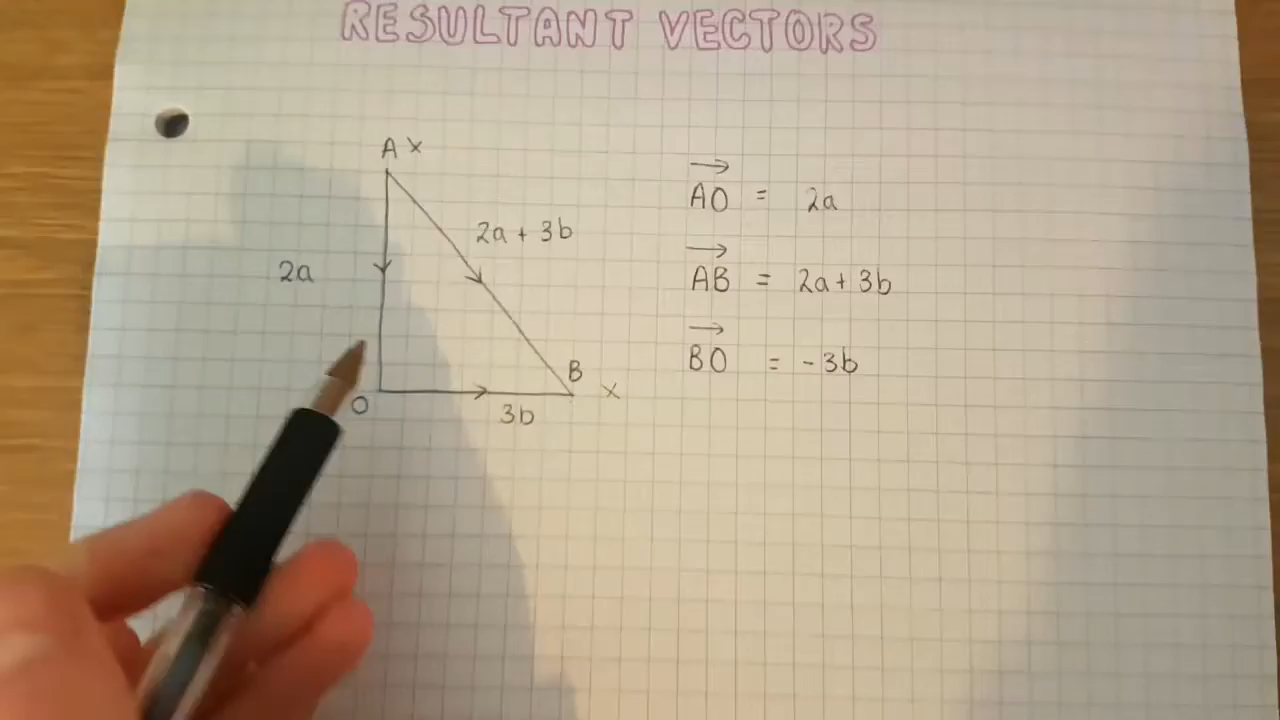 RESULTANT VECTORS
A ×
2a + 3b
2a
B ×
O
3b
→
AO = 2a
→
AB = 2a + 3b
→
BO = - 3b